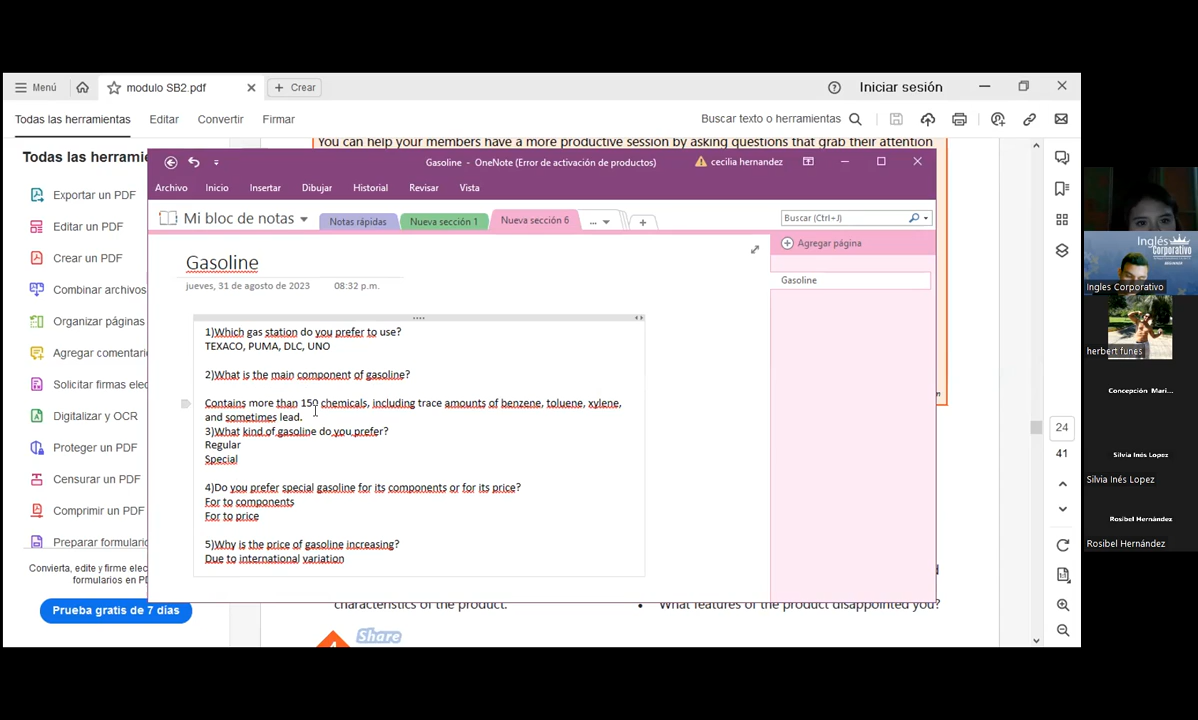 Menú
modulo SB2.pdf
Crear
Iniciar sesión
Todas las herramientas
Editar
Convertir
Firmar
Buscar texto o herramientas
Todas las herramie
Exportar un PDF
Editar un PDF
Crear un PDF
Combinar archivos
Organizar páginas
Agregar comentari
Solicitar firmas elec
Digitalizar y OCR
Proteger un PDF
Censurar un PDF
Comprimir un PDF
Preparar formulari
Convierta, edite y firme elec
formularios en PD
Prueba gratis de 7 días
You can help your members have a more productive session by asking questions that grab their attention
Gasoline - OneNote (Error de activación de productos)
cecilia hernandez
Archivo
Inicio
Insertar
Dibujar
Historial
Revisar
Vista
Mi bloc de notas
Notas rápidas
Nueva sección 1
Nueva sección 6
...
Buscar (Ctrl+J)
Agregar página
Gasoline
Gasoline
jueves, 31 de agosto de 2023
08:32 p.m.
1)Which gas station do you prefer to use?
TEXACO, PUMA, DLC, UNO
2)What is the main component of gasoline?
Contains more than 150 chemicals, including trace amounts of benzene, toluene, xylene,
and sometimes lead.
3)What kind of gasoline do you prefer?
Regular
Special
4)Do you prefer special gasoline for its components or for its price?
For to components
For to price
5)Why is the price of gasoline increasing?
Due to international variation
characteristics of the product.
• What features of the product disappointed you?
4
Share
24
41
Inglés
Corporativo
Ingles Corporativo
herbert funes
Concepción Mari...
Silvia Inés Lopez
Silvia Inés Lopez
Rosibel Hernández
Rosibel Hernández